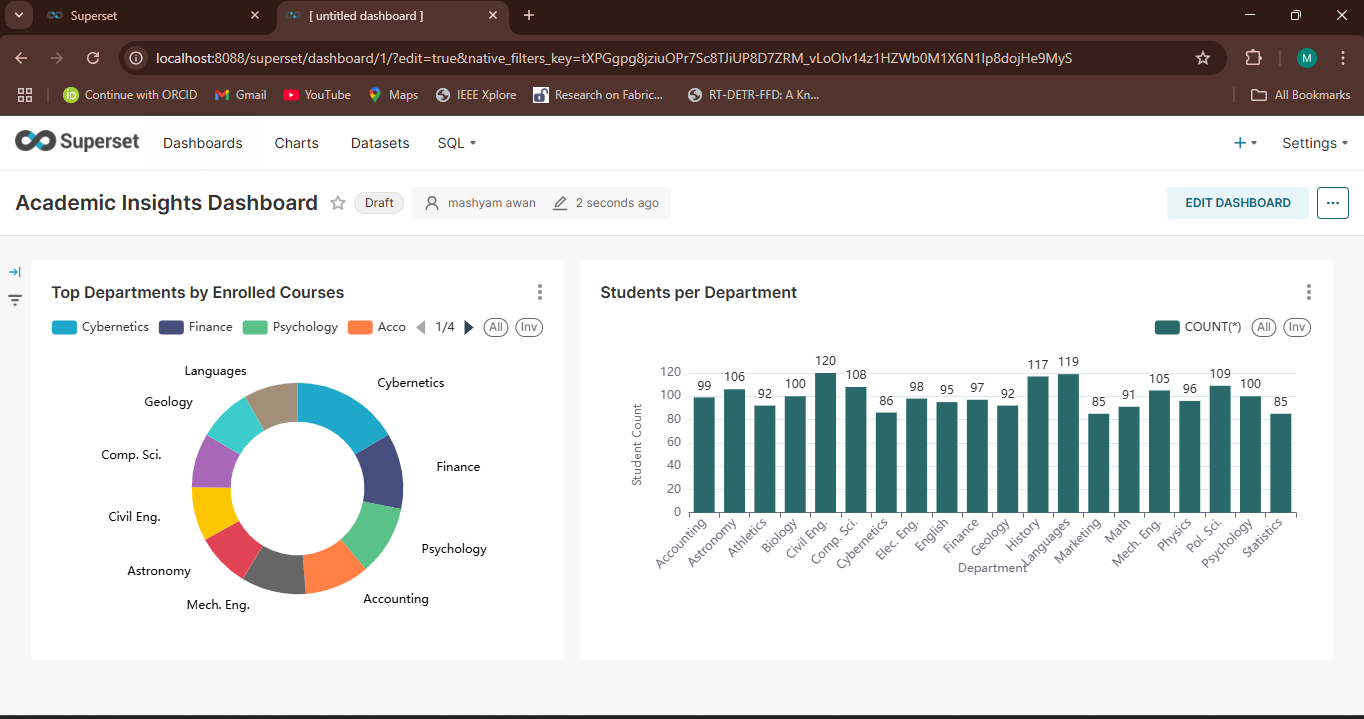 Superset
[ untitled dashboard ]
localhost:8088/superset/dashboard/1/?edit=true&native_filters_key=tXPGgpg8jziuOPr7Sc8TJiUP8D7ZRM_vLoOlv14z1HZWb0M1X6N1Ip8dojHe9MyS
M
Continue with ORCID Gmail YouTube Maps IEEE Xplore Research on Fabric... RT-DETR-FFD: A Kn... All Bookmarks
Superset Dashboards Charts Datasets SQL Settings
Academic Insights Dashboard Draft mashyam awan 2 seconds ago EDIT DASHBOARD
Top Departments by Enrolled Courses
Cybernetics Finance Psychology Acco 1/4 All Inv
Languages
Cybernetics
Geology
Comp. Sci.
Finance
Civil Eng.
Psychology
Astronomy
Accounting
Mech. Eng.
Students per Department
COUNT(*) All Inv
Student Count
120
100
80
60
40
20
0
99 106 92 100 120 108 86 98 95 97 92 117 119 85 91 105 96 109 100 85
Accounting Astronomy Athletics Biology Civil Eng. Comp. Sci. Cybernetics Elec. Eng. English Finance Geology History Languages Marketing Math Mech. Eng. Physics Pol. Sci. Psychology Statistics
Department